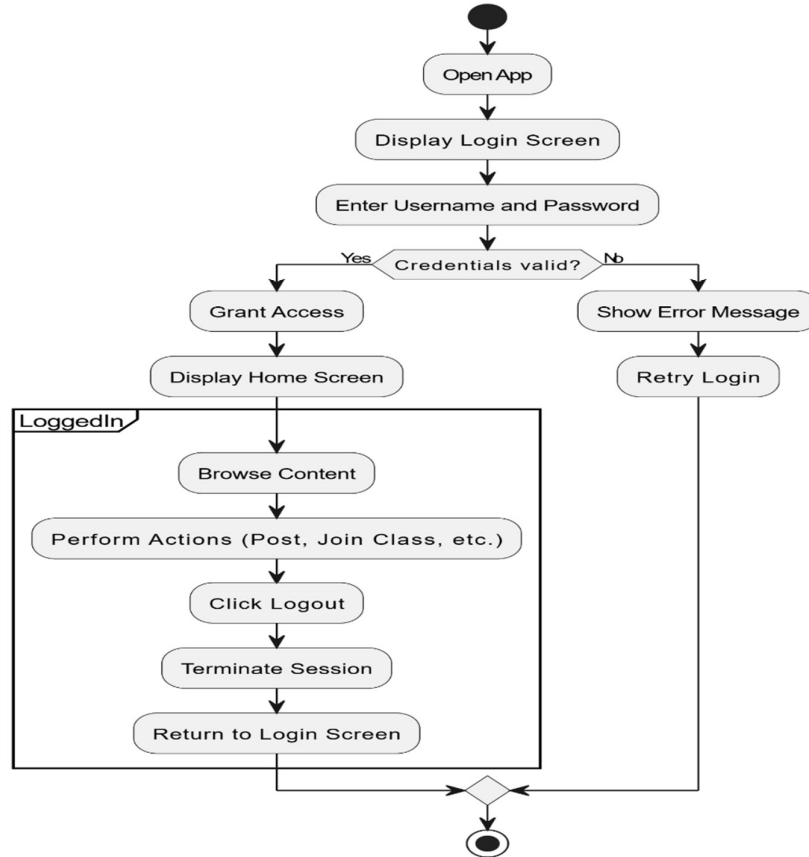 Open App
Display Login Screen
Enter Username and Password
Yes
Credentials valid?
No
Grant Access
Show Error Message
Display Home Screen
Retry Login
LoggedIn
Browse Content
Perform Actions (Post, Join Class, etc.)
Click Logout
Terminate Session
Return to Login Screen